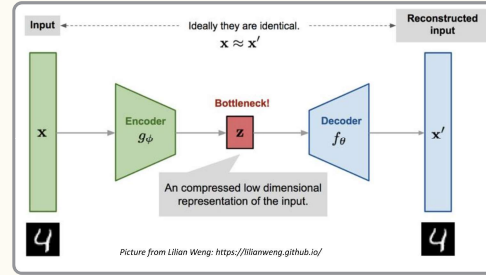 Input
Ideally they are identical.
x ≈ x′
Reconstructed
input
Bottleneck!
Encoder
gϕ
Decoder
fθ
x
z
x′
An compressed low dimensional
representation of the input.
4
4
Picture from Lilian Weng: https://lilianweng.github.io/